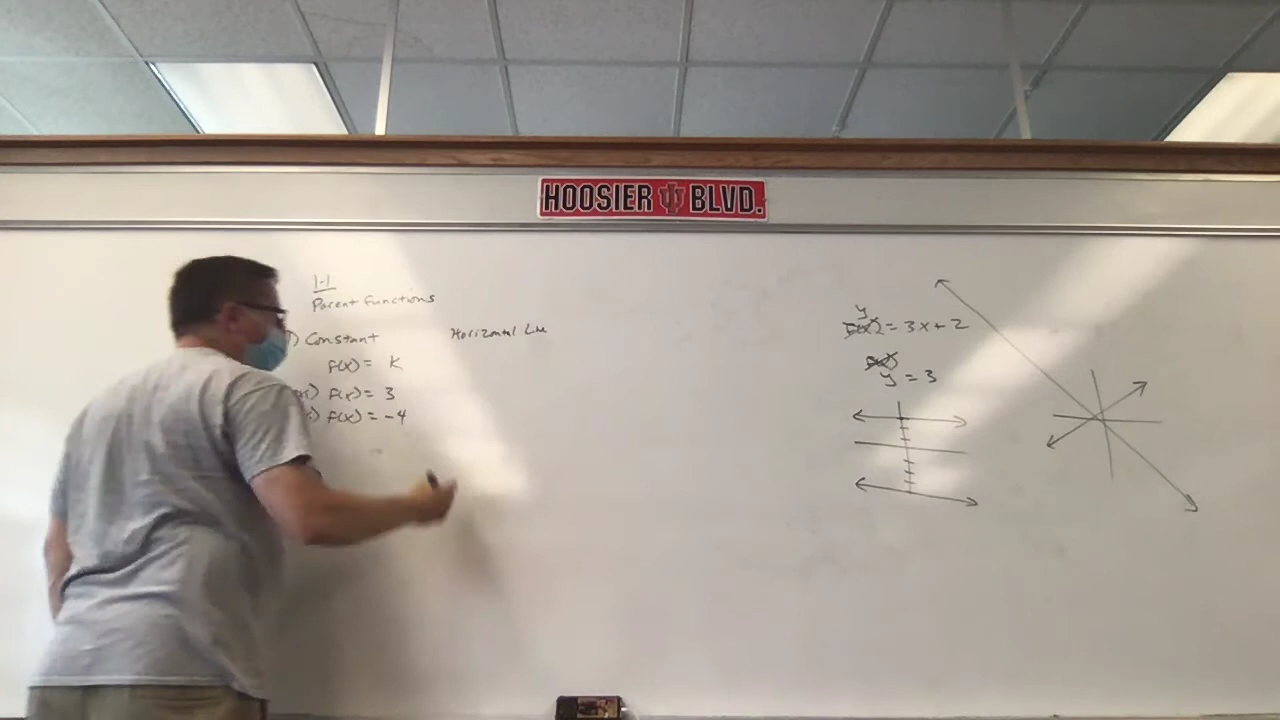 HOOSIER BLVD.
1-1
Parent Functions
1) Constant Horizontal Line
f(x) = K
f(x) = 3
f(x) = -4
y
f(x) = 3x+2
f(x)
y = 3